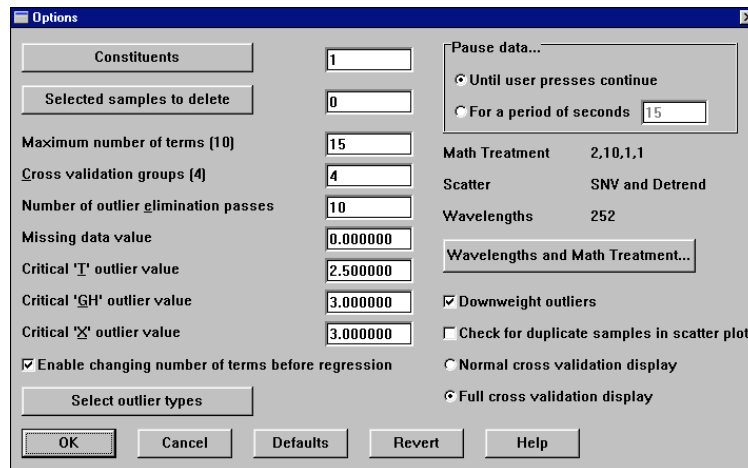 Options
Constituents 1
Selected samples to delete 0
Maximum number of terms (10) 15
Cross validation groups (4) 4
Number of outlier elimination passes 10
Missing data value 0.000000
Critical 'T' outlier value 2.500000
Critical 'GH' outlier value 3.000000
Critical 'X' outlier value 3.000000
Enable changing number of terms before regression
Select outlier types
Pause data...
Until user presses continue
For a period of seconds 15
Math Treatment 2,10,1,1
Scatter SNV and Detrend
Wavelengths 252
Wavelengths and Math Treatment...
Downweight outliers
Check for duplicate samples in scatter plot
Normal cross validation display
Full cross validation display
OK Cancel Defaults Revert Help